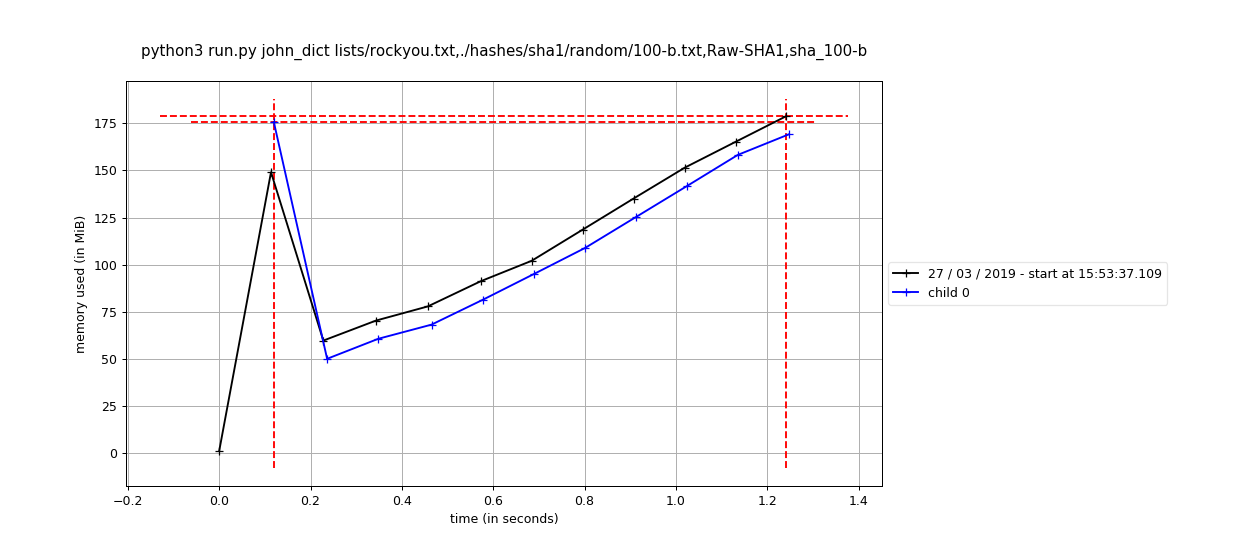 python3 run.py john_dict lists/rockyou.txt,./hashes/sha1/random/100-b.txt,Raw-SHA1,sha_100-b
175
150
125
100
75
50
25
0
memory used (in MiB)
−0.2 0.0 0.2 0.4 0.6 0.8 1.0 1.2 1.4
time (in seconds)
27 / 03 / 2019 - start at 15:53:37.109
child 0